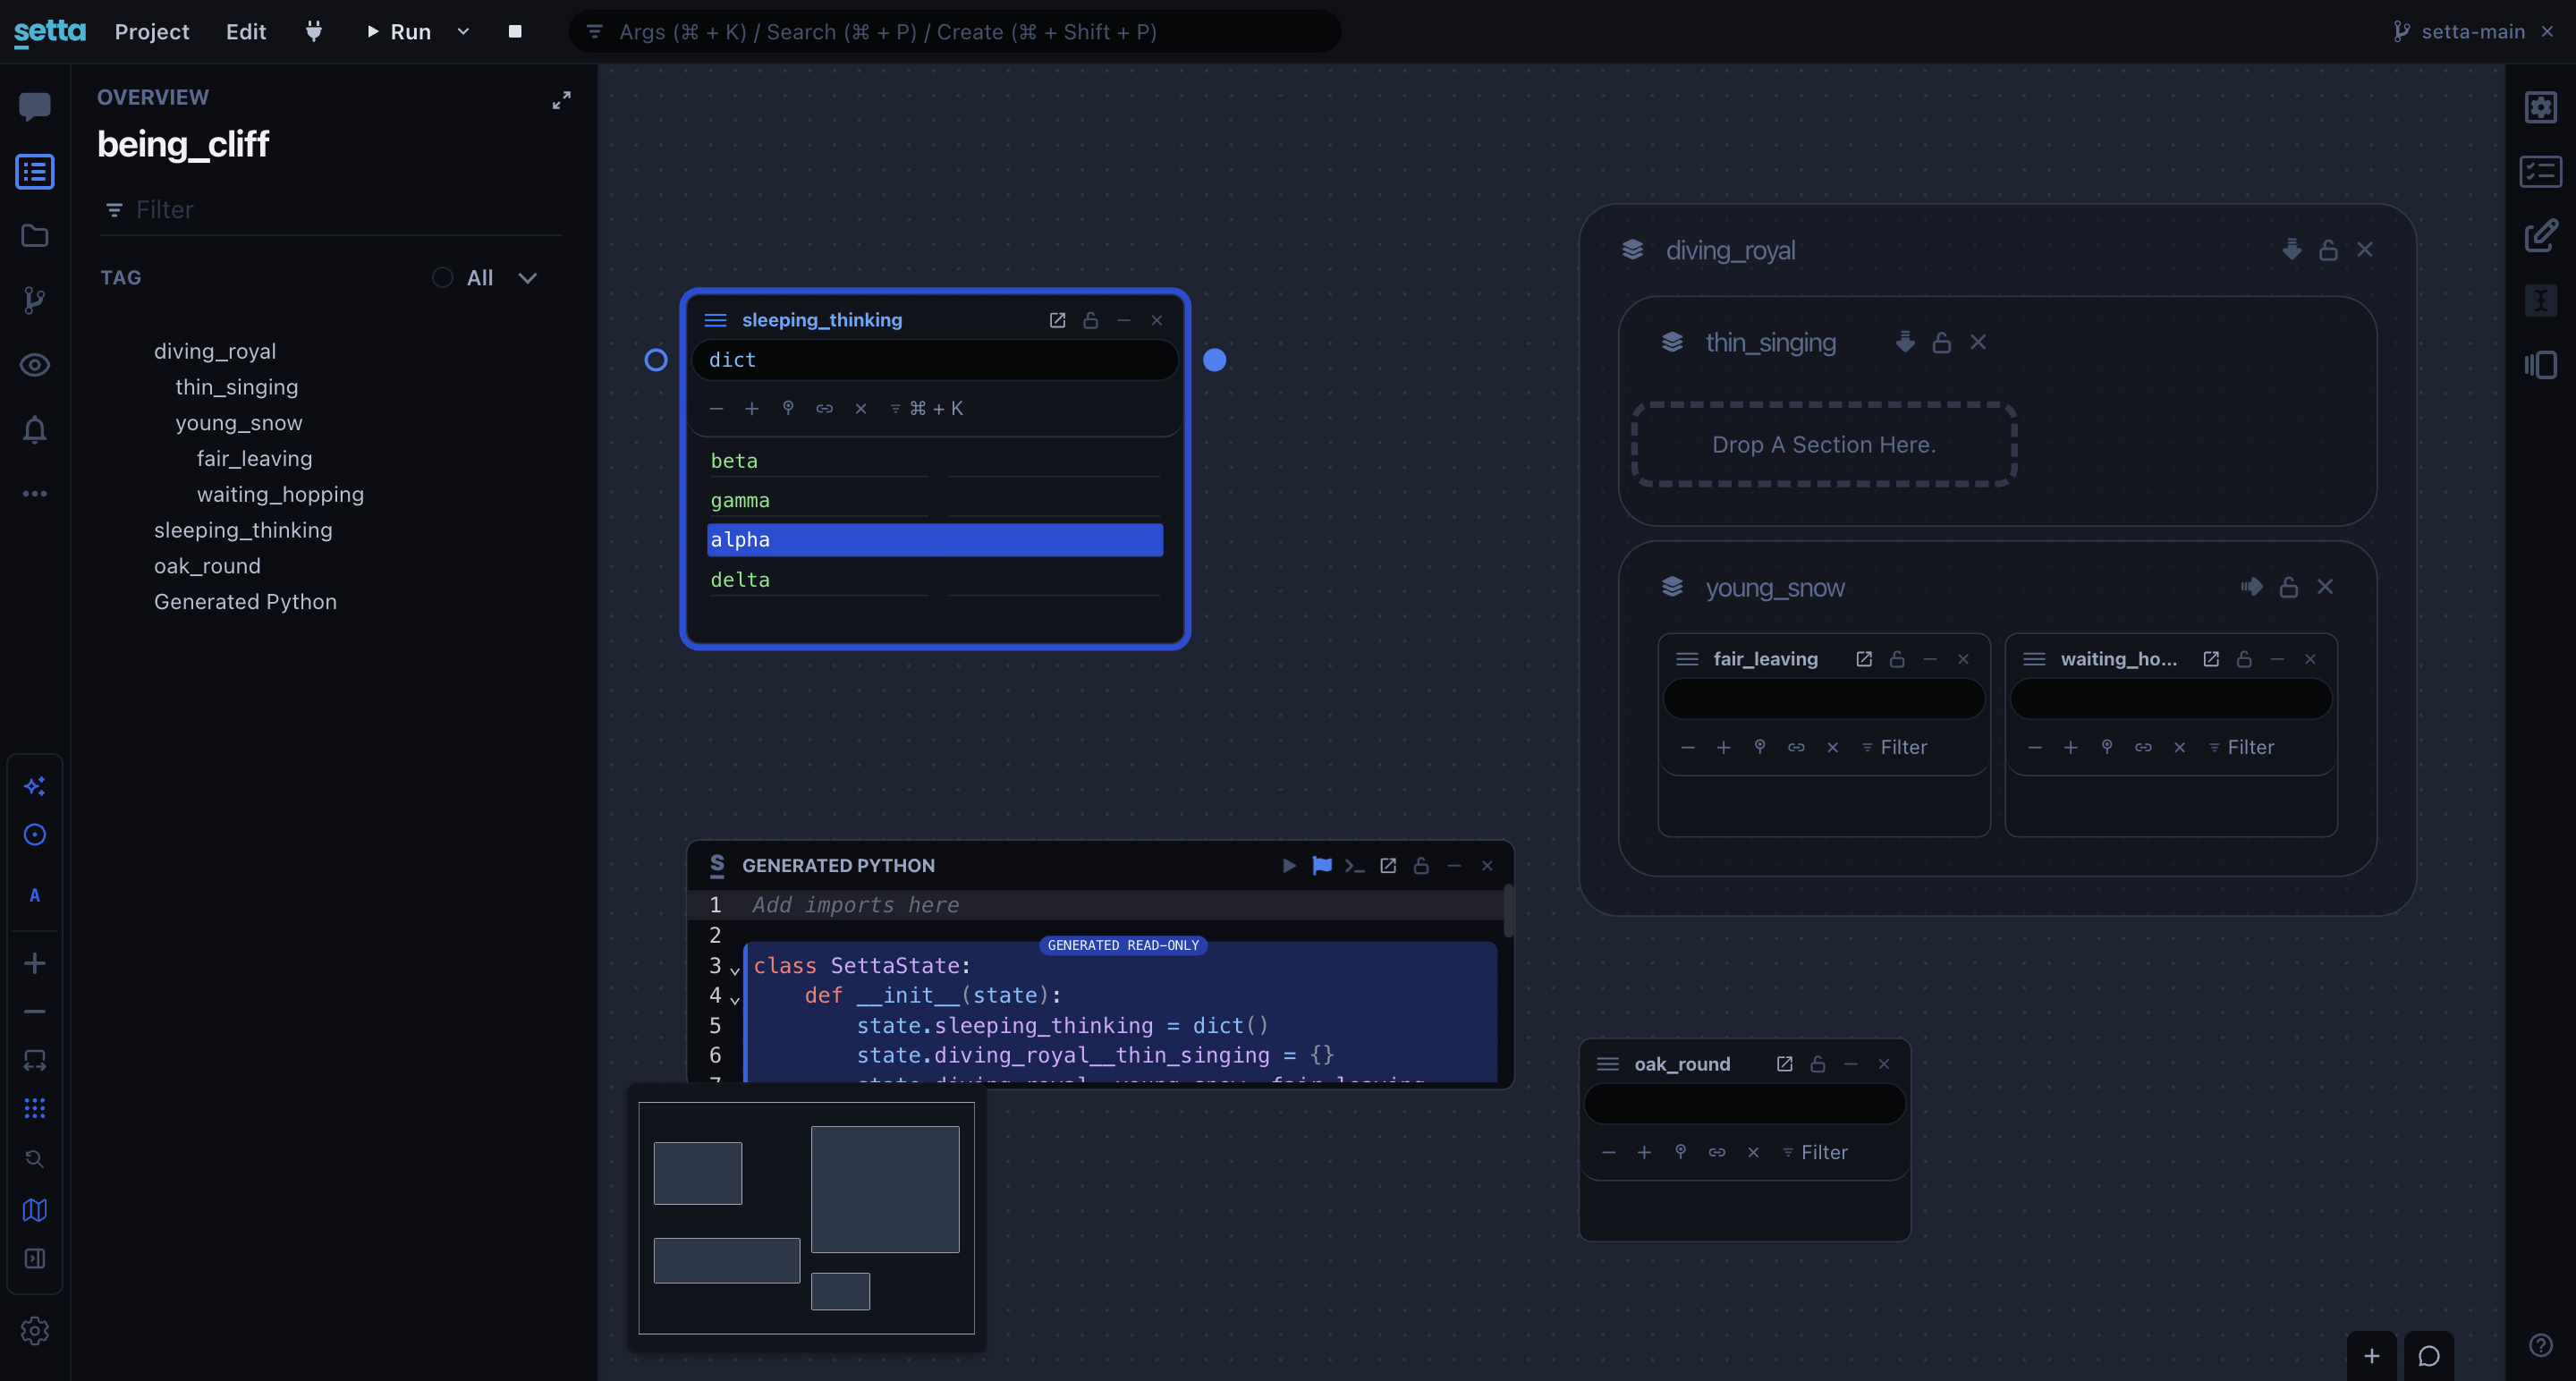 setta Project Edit Run Args (⌘ + K) / Search (⌘ + P) / Create (⌘ + Shift + P) setta-main
OVERVIEW
being_cliff
Filter
TAG All
diving_royal
thin_singing
young_snow
fair_leaving
waiting_hopping
sleeping_thinking
oak_round
Generated Python
A
sleeping_thinking
dict
⌘ + K
beta
gamma
alpha
delta
diving_royal
thin_singing
Drop A Section Here.
young_snow
fair_leaving
Filter
waiting_ho...
Filter
S GENERATED PYTHON
1 Add imports here
2
GENERATED READ-ONLY
3 class SettaState:
4 def __init__(state):
5 state.sleeping_thinking = dict()
6 state.diving_royal__thin_singing = {}
7 state.diving_royal__young_snow__fair_leaving
oak_round
Filter